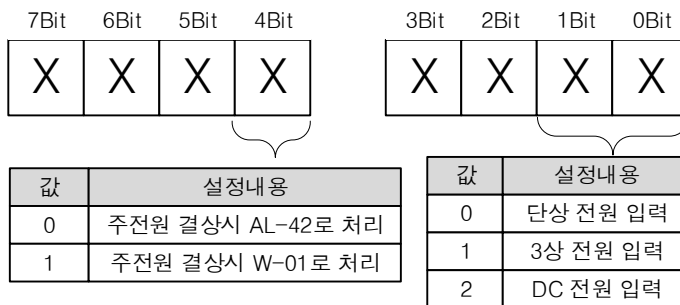 7Bit 6Bit 5Bit 4Bit 3Bit 2Bit 1Bit 0Bit
X X X X X X X X
값 설정내용
0 주전원 결상시 AL-42로 처리
1 주전원 결상시 W-01로 처리
값 설정내용
0 단상 전원 입력
1 3상 전원 입력
2 DC 전원 입력